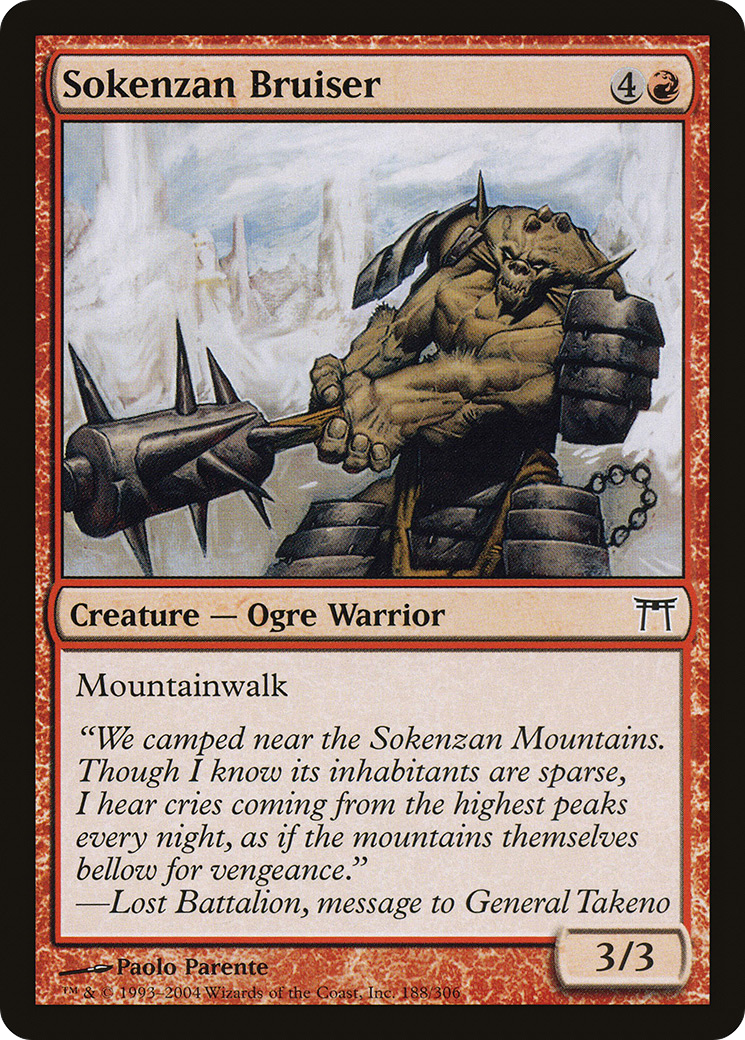 Sokenzan Bruiser 4
Creature — Ogre Warrior
Mountainwalk
“We camped near the Sokenzan Mountains.
Though I know its inhabitants are sparse,
I hear cries coming from the highest peaks
every night, as if the mountains themselves
bellow for vengeance.”
—Lost Battalion, message to General Takeno
3/3
Paolo Parente
™ & © 1993–2004 Wizards of the Coast, Inc. 188/306